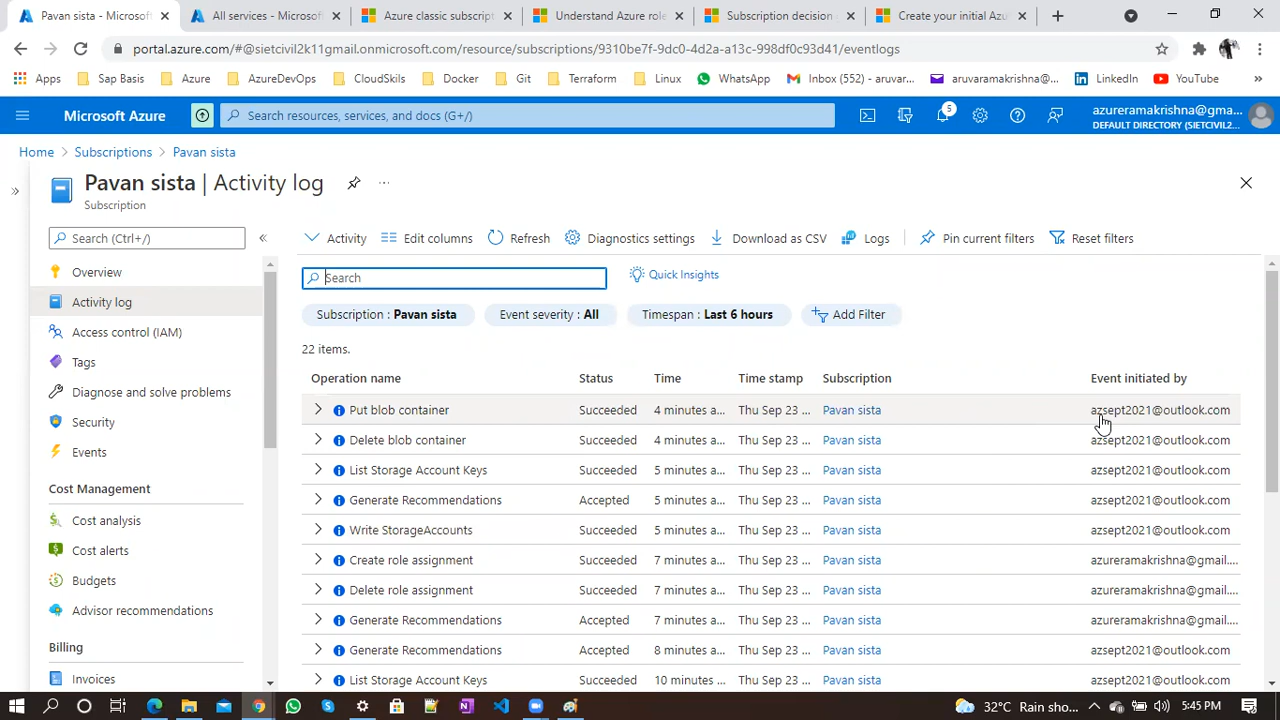 Pavan sista - Microsoft
All services - Microsoft
Azure classic subscript
Understand Azure role
Subscription decision
Create your initial Az
portal.azure.com/#@sietcivil2k11gmail.onmicrosoft.com/resource/subscriptions/9310be7f-9dc0-4d2a-a13c-998df0c93d41/eventlogs
Apps Sap Basis Azure AzureDevOps CloudSkils Docker Git Terraform Linux WhatsApp Inbox (552) - aruvar... aruvaramakrishna@... LinkedIn YouTube »
Microsoft Azure
Search resources, services, and docs (G+/)
5
azureramakrishna@gma...
DEFAULT DIRECTORY (SIETCIVIL2...
Home > Subscriptions > Pavan sista
Pavan sista | Activity log
Subscription
Search (Ctrl+/)
Overview
Activity log
Access control (IAM)
Tags
Diagnose and solve problems
Security
Events
Cost Management
Cost analysis
Cost alerts
Budgets
Advisor recommendations
Billing
Invoices
Activity Edit columns Refresh Diagnostics settings Download as CSV Logs Pin current filters Reset filters
Search
Quick Insights
Subscription : Pavan sista Event severity : All Timespan : Last 6 hours Add Filter
22 items.
Operation name Status Time Time stamp Subscription Event initiated by
Put blob container Succeeded 4 minutes a... Thu Sep 23 ... Pavan sista azsept2021@outlook.com
Delete blob container Succeeded 4 minutes a... Thu Sep 23 ... Pavan sista azsept2021@outlook.com
List Storage Account Keys Succeeded 5 minutes a... Thu Sep 23 ... Pavan sista azsept2021@outlook.com
Generate Recommendations Accepted 5 minutes a... Thu Sep 23 ... Pavan sista azsept2021@outlook.com
Write StorageAccounts Succeeded 5 minutes a... Thu Sep 23 ... Pavan sista azsept2021@outlook.com
Create role assignment Succeeded 7 minutes a... Thu Sep 23 ... Pavan sista azureramakrishna@gmail....
Delete role assignment Succeeded 7 minutes a... Thu Sep 23 ... Pavan sista azureramakrishna@gmail....
Generate Recommendations Accepted 7 minutes a... Thu Sep 23 ... Pavan sista azureramakrishna@gmail....
Generate Recommendations Accepted 8 minutes a... Thu Sep 23 ... Pavan sista azsept2021@outlook.com
List Storage Account Keys Succeeded 10 minutes ... Thu Sep 23 ... Pavan sista azsept2021@outlook.com
32°C Rain sho... 5:45 PM